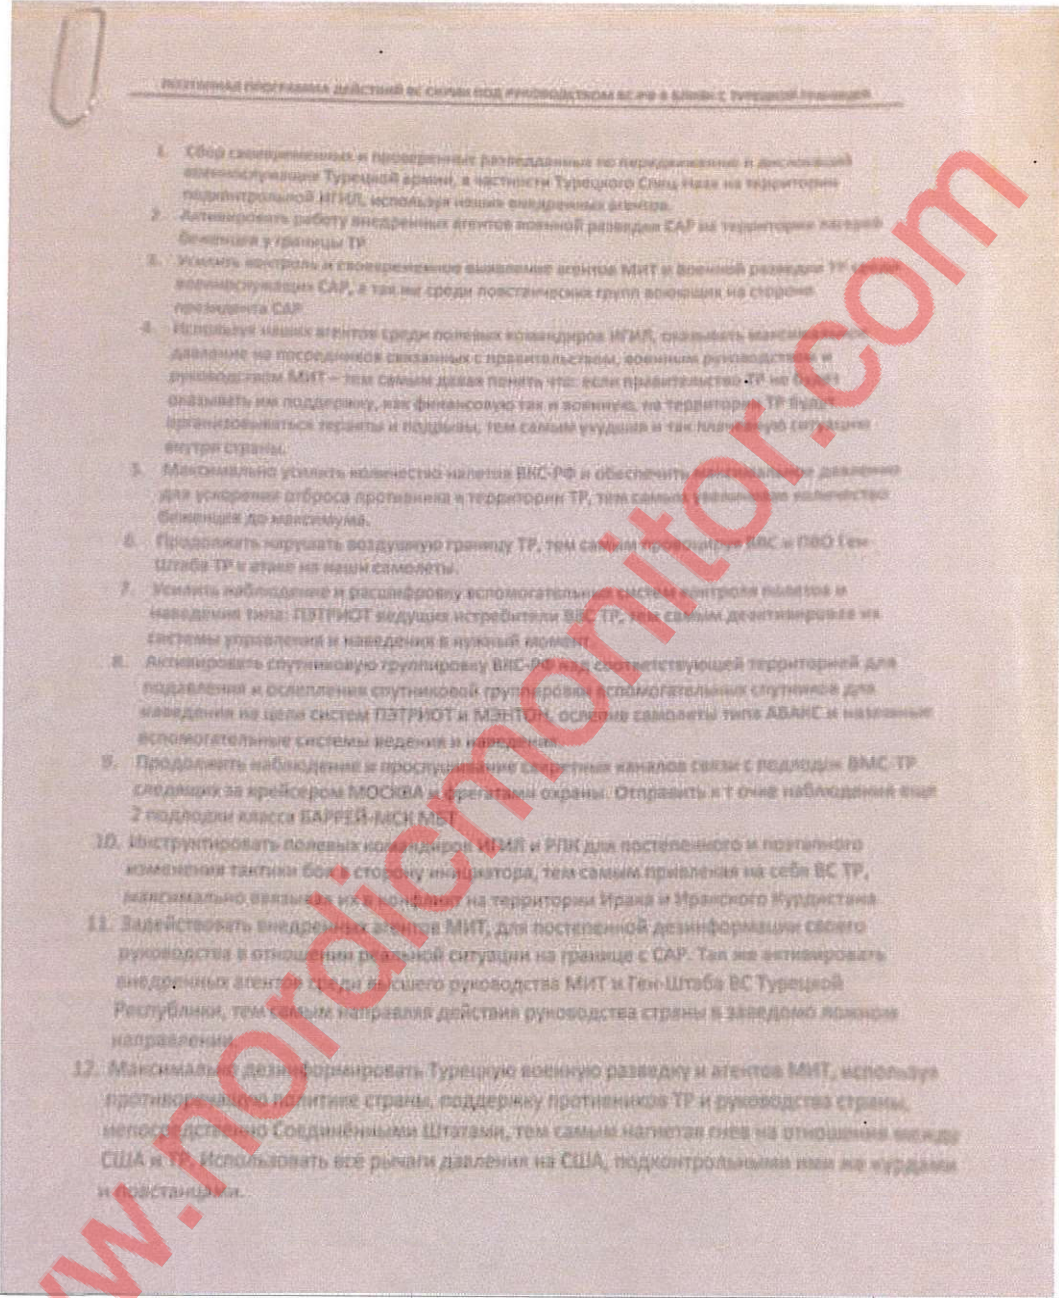 ПОЭТАПНАЯ ПРОГРАММА ДЕЙСТВИЙ ВС СИРИИ ПОД РУКОВОДСТВОМ ВС РФ В БЛИЗИ С ТУРЕЦКОЙ ГРАНИЦЕЙ
1. Сбор своевременных и проверенных разведданные по передвижению и дислокации
военнослужащих Турецкой армии, в частности Турецкого Спец Наза на территории
подконтрольной ИГИЛ, используя наших внедренных агентов.
2. Активировать работу внедренных агентов военной разведки САР на территории лагерей
беженцев у границы ТР
3. Усилить контроль и своевременное выявление агентов МИТ и Военной разведки ТР среди
военнослужащих САР, а так же среди повстанческих групп воюющих на стороне
президента САР
4. Используя наших агентов среди полевых командиров ИГИЛ, оказывать максимальное
давление на посредников связанных с правительством, военным руководством и
руководством МИТ – тем самым давая понять что: если правительство ТР не будет
оказывать им поддержку, как финансовую так и военную, на территории ТР будут
организовываться теракты и подрывы, тем самым ухудшая и так плачевную ситуацию
внутри страны.
5. Максимально усилить количество налетов ВКС-РФ и обеспечить максимальное давление
для ускорения отброса противника к территории ТР, тем самым увеличивая количество
беженцев до максимума.
6. Продолжить нарушать воздушную границу ТР, тем самым провоцируя ВВС и ПВО Ген-
Штаба ТР к атаке на наши самолеты.
7. Усилить наблюдение и расшифровку вспомогательных систем контроля полетов и
наведения типа: ПЭТРИОТ ведущих истребители ВВС ТР, тем самым деактивировав их
системы управления и наведения в нужный момент.
8. Активировать спутниковую группировку ВКС-РФ над соответствующей территорией для
подавления и ослепления спутниковой группировки вспомогательных спутников для
наведения на цели систем ПЭТРИОТ и МЭНТОН, ослепив самолеты типа АВАКС и наземные
вспомогательные системы ведения и наведения.
9. Продолжить наблюдение и прослушивание секретных каналов связи с подлодок ВМС-ТР
следящих за крейсером МОСКВА и фрегатами охраны. Отправить к т очке наблюдения еще
2 подлодки класса БАРРЕЙ-МСК МБТ
10. Инструктировать полевых командиров ИГИЛ и РПК для постепенного и поэтапного
изменения тактики боя в сторону инициатора, тем самым привлекая на себя ВС ТР,
максимально ввязывая их в конфликт на территории Ирака и Иракского Курдистана
11. Задействовать внедренных агентов МИТ, для постепенной дезинформации своего
руководства в отношении реальной ситуации на границе с САР. Так же активировать
внедренных агентов среди высшего руководства МИТ и Ген-Штаба ВС Турецкой
Республики, тем самым направляя действия руководства страны в заведомо ложном
направлении.
12. Максимально дезинформировать Турецкую военную разведку и агентов МИТ, используя
противоречивую политике страны, поддержку противников ТР и руководства страны,
непосредственно Соединёнными Штатами, тем самым нагнетая гнев на отношения между
США и ТР. Использовать все рычаги давления на США, подконтрольными ими же курдами
и повстанцами.
w.nordicmonitor.com